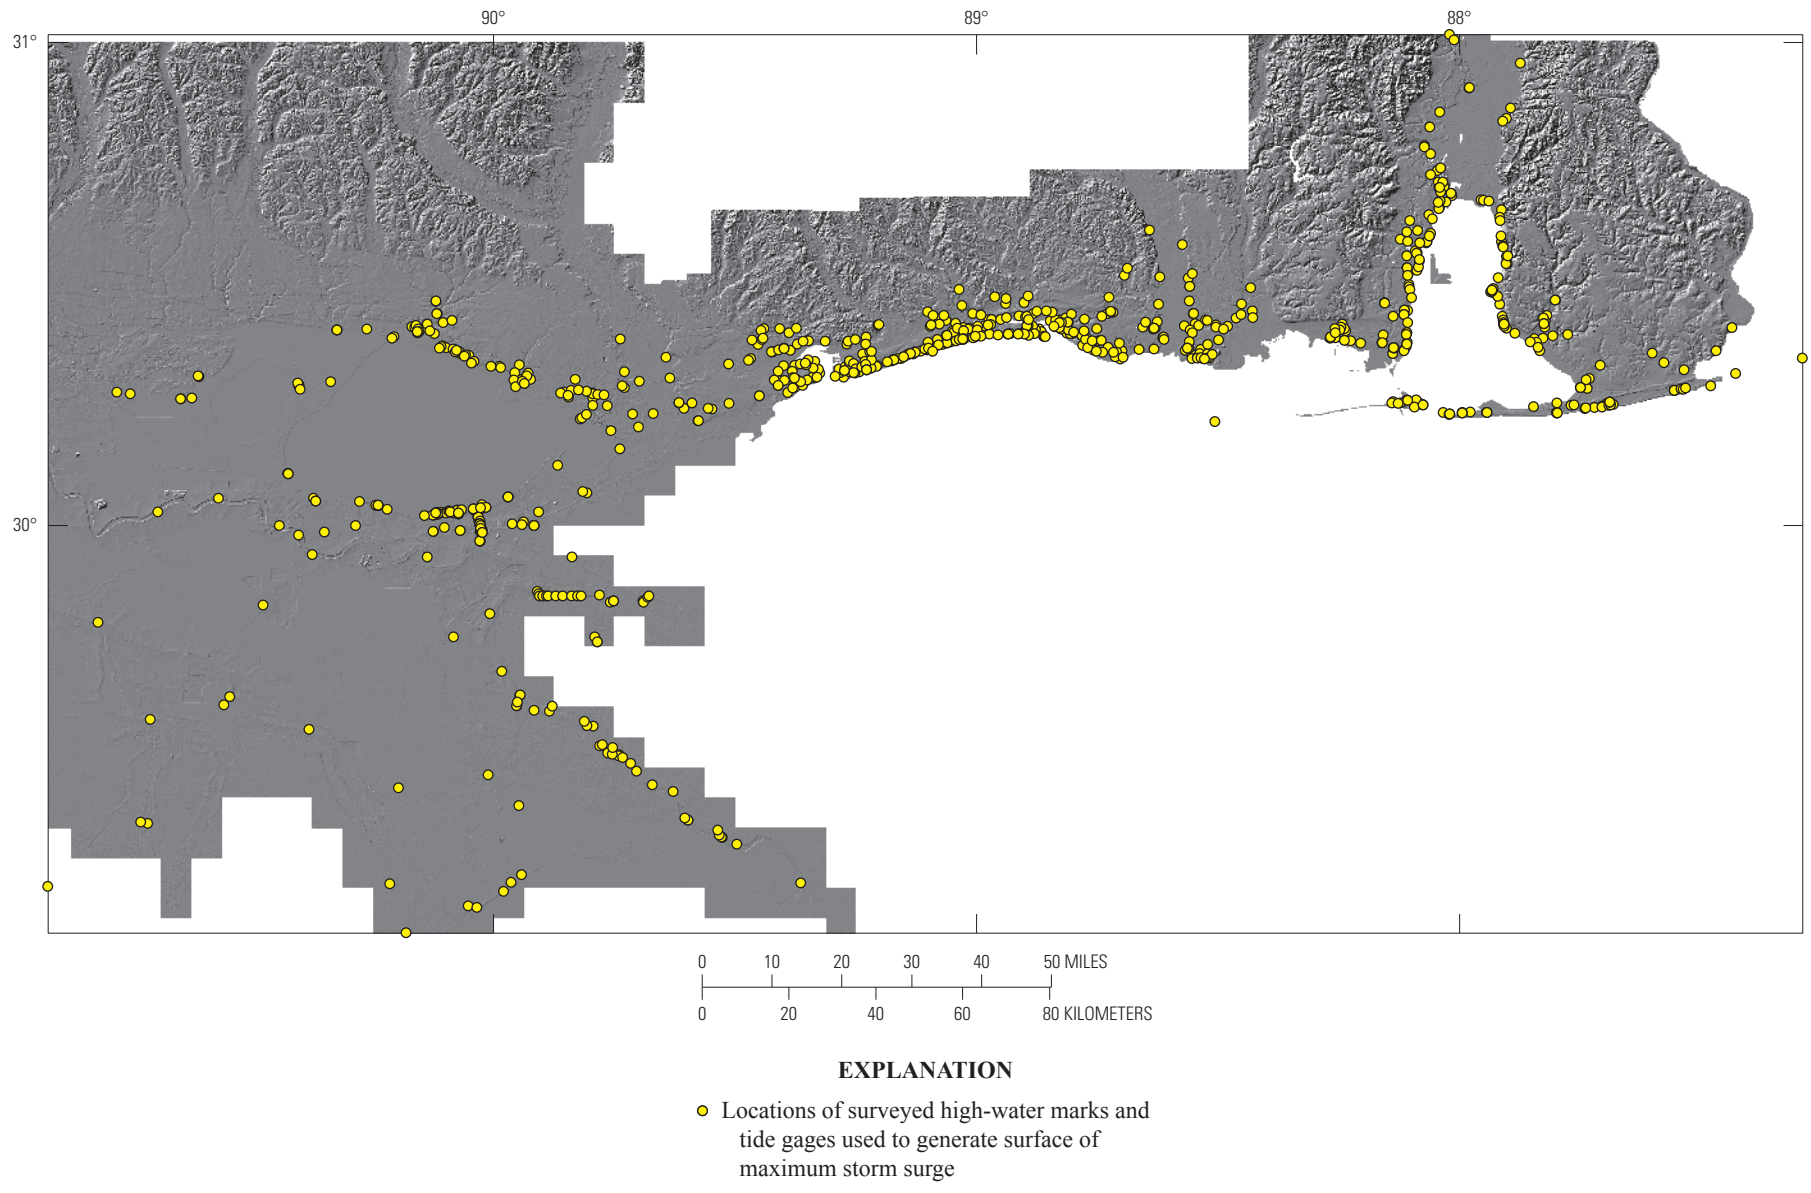 90°
89°
88°
31°
30°
0 10 20 30 40 50 MILES
0 20 40 60 80 KILOMETERS
EXPLANATION
Locations of surveyed high-water marks and
tide gages used to generate surface of
maximum storm surge